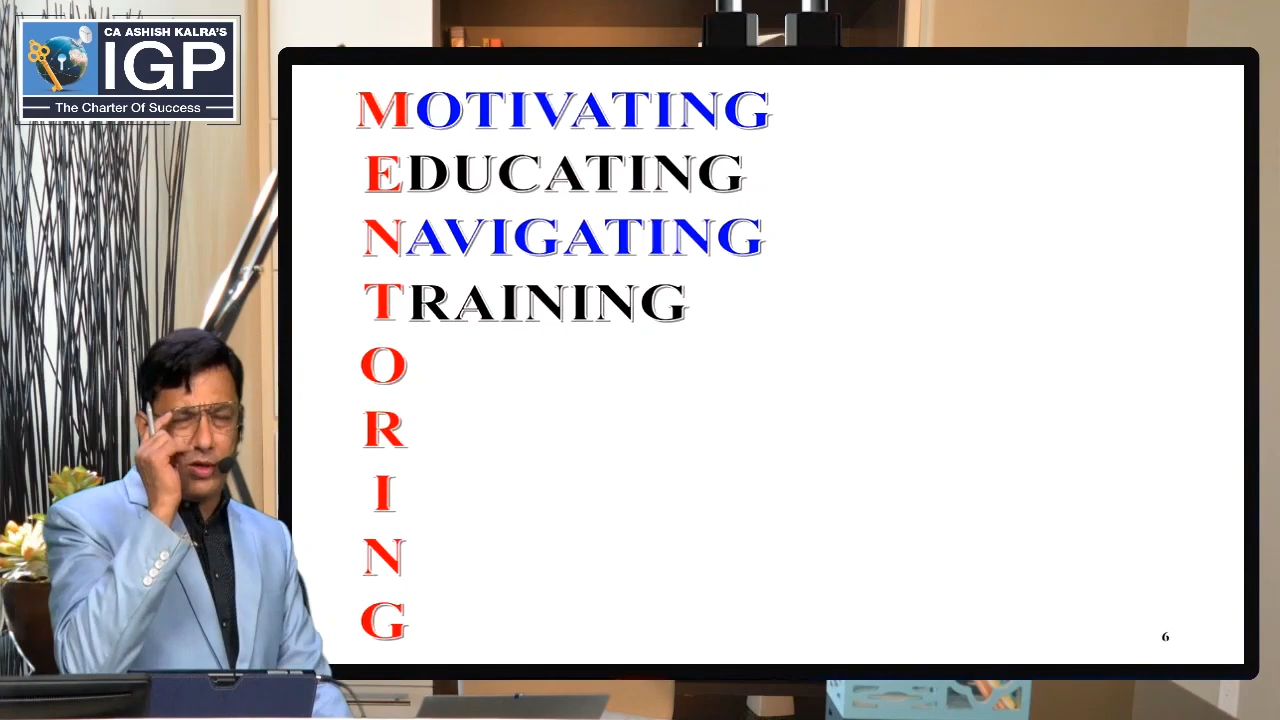 CA ASHISH KALRA'S
IGP
The Charter Of Success
MOTIVATING
EDUCATING
NAVIGATING
TRAINING
O
R
I
N
G
6